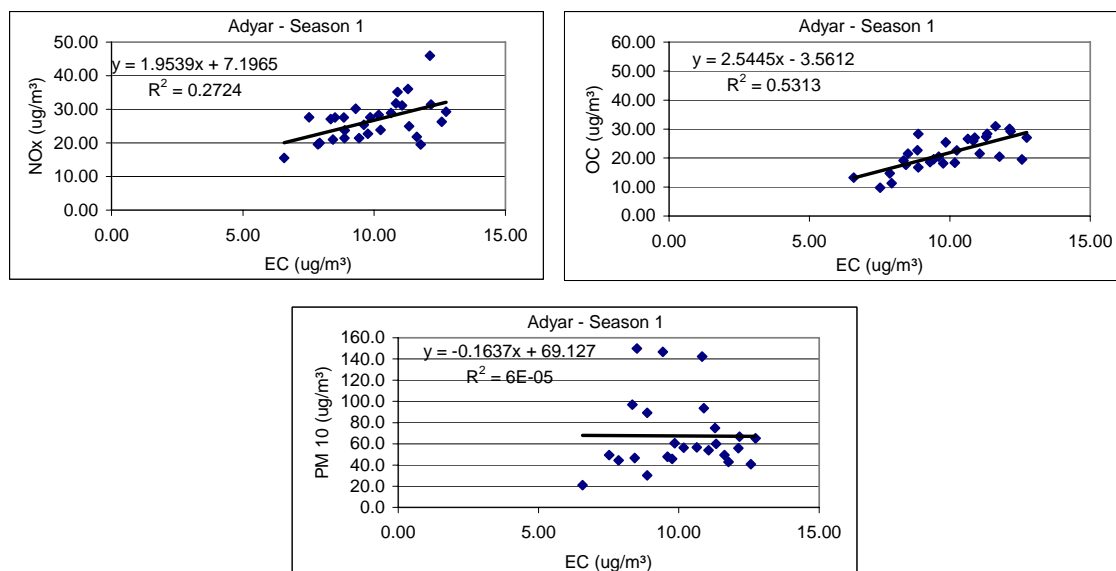 Adyar - Season 1
y = 1.9539x + 7.1965
R² = 0.2724
NOx (ug/m³)
50.00
40.00
30.00
20.00
10.00
0.00
0.00 5.00 10.00 15.00
EC (ug/m³)
Adyar - Season 1
y = 2.5445x - 3.5612
R² = 0.5313
OC (ug/m³)
60.00
50.00
40.00
30.00
20.00
10.00
0.00
0.00 5.00 10.00 15.00
EC (ug/m³)
Adyar - Season 1
y = -0.1637x + 69.127
R² = 6E-05
PM 10 (ug/m³)
160.0
140.0
120.0
100.0
80.0
60.0
40.0
20.0
0.0
0.00 5.00 10.00 15.00
EC (ug/m³)